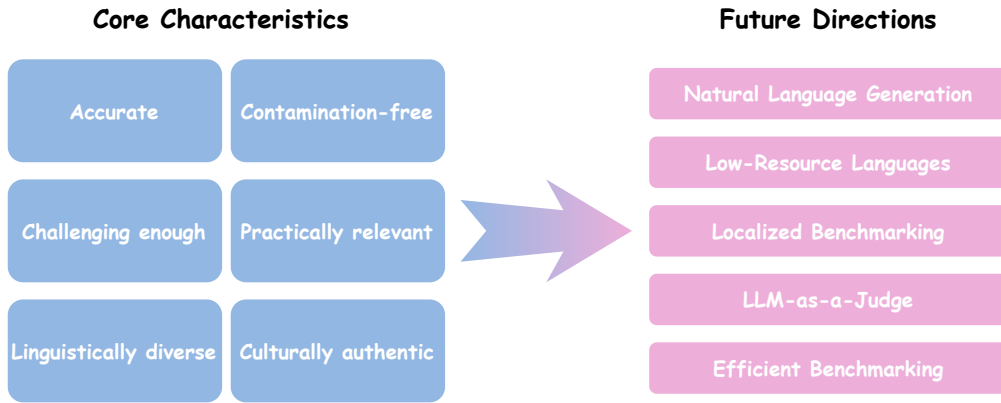 Core Characteristics
Accurate
Contamination-free
Challenging enough
Practically relevant
Linguistically diverse
Culturally authentic
Future Directions
Natural Language Generation
Low-Resource Languages
Localized Benchmarking
LLM-as-a-Judge
Efficient Benchmarking